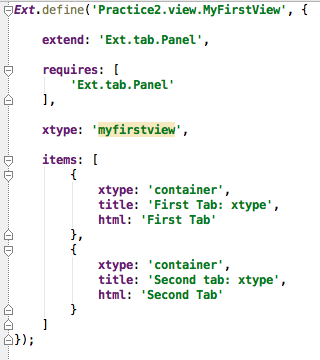 Ext.define('Practice2.view.MyFirstView', {
extend: 'Ext.tab.Panel',
requires: [
'Ext.tab.Panel'
],
xtype: 'myfirstview',
items: [
{
xtype: 'container',
title: 'First Tab: xtype',
html: 'First Tab'
},
{
xtype: 'container',
title: 'Second tab: xtype',
html: 'Second Tab'
}
]
});